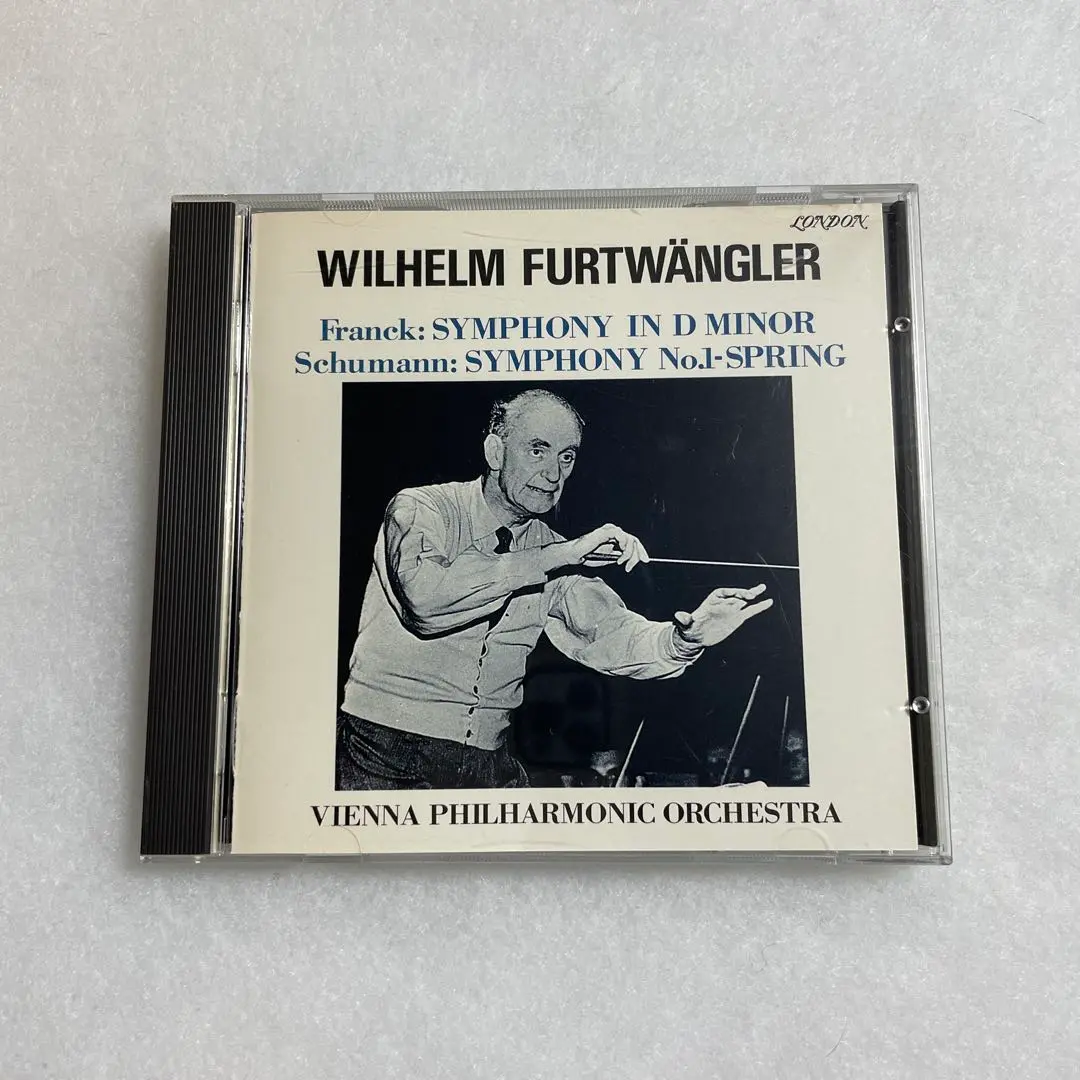 LONDON
WILHELM FURTWÄNGLER
Franck: SYMPHONY IN D MINOR
Schumann: SYMPHONY No.1-SPRING
VIENNA PHILHARMONIC ORCHESTRA